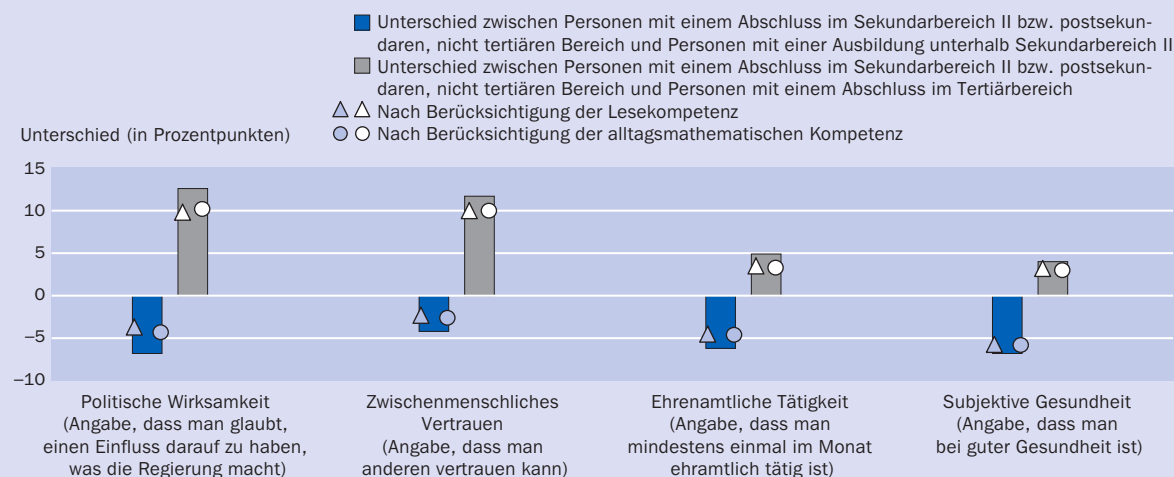 Unterschied zwischen Personen mit einem Abschluss im Sekundarbereich II bzw. postsekun-
daren, nicht tertiären Bereich und Personen mit einer Ausbildung unterhalb Sekundarbereich II
Unterschied zwischen Personen mit einem Abschluss im Sekundarbereich II bzw. postsekun-
daren, nicht tertiären Bereich und Personen mit einem Abschluss im Tertiärbereich
Nach Berücksichtigung der Lesekompetenz
Nach Berücksichtigung der alltagsmathematischen Kompetenz
Unterschied (in Prozentpunkten)
15
10
5
0
−5
−10
Politische Wirksamkeit
(Angabe, dass man glaubt,
einen Einfluss darauf zu haben,
was die Regierung macht)
Zwischenmenschliches
Vertrauen
(Angabe, dass man
anderen vertrauen kann)
Ehrenamtliche Tätigkeit
(Angabe, dass man
mindestens einmal im Monat
ehramtlich tätig ist)
Subjektive Gesundheit
(Angabe, dass man
bei guter Gesundheit ist)